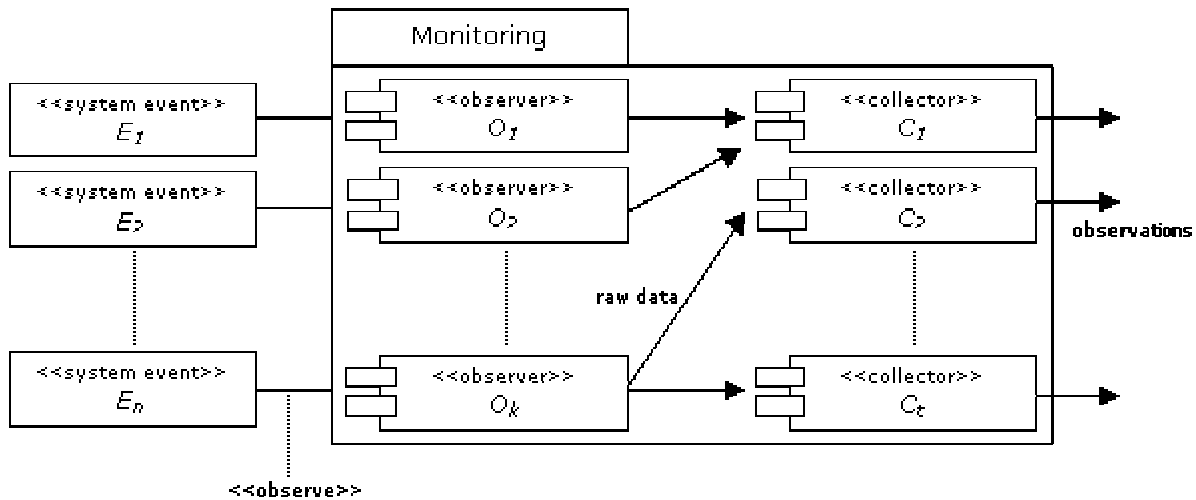 Monitoring
<<system event>>
E1
<<observer>>
O1
<<collector>>
C1
<<system event>>
E2
<<observer>>
O2
<<collector>>
C2
observations
raw data
<<system event>>
En
<<observer>>
Ok
<<collector>>
Ct
<<observe>>